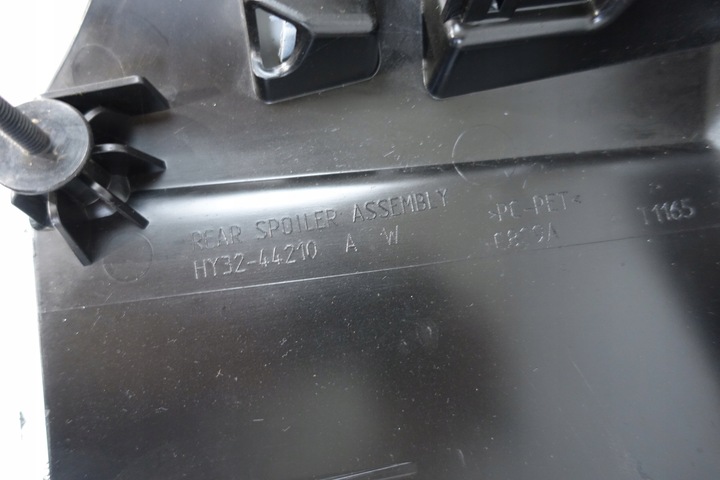 REAR SPOILER ASSEMBLY >PC-PET< T1165
HY32-44210 A W